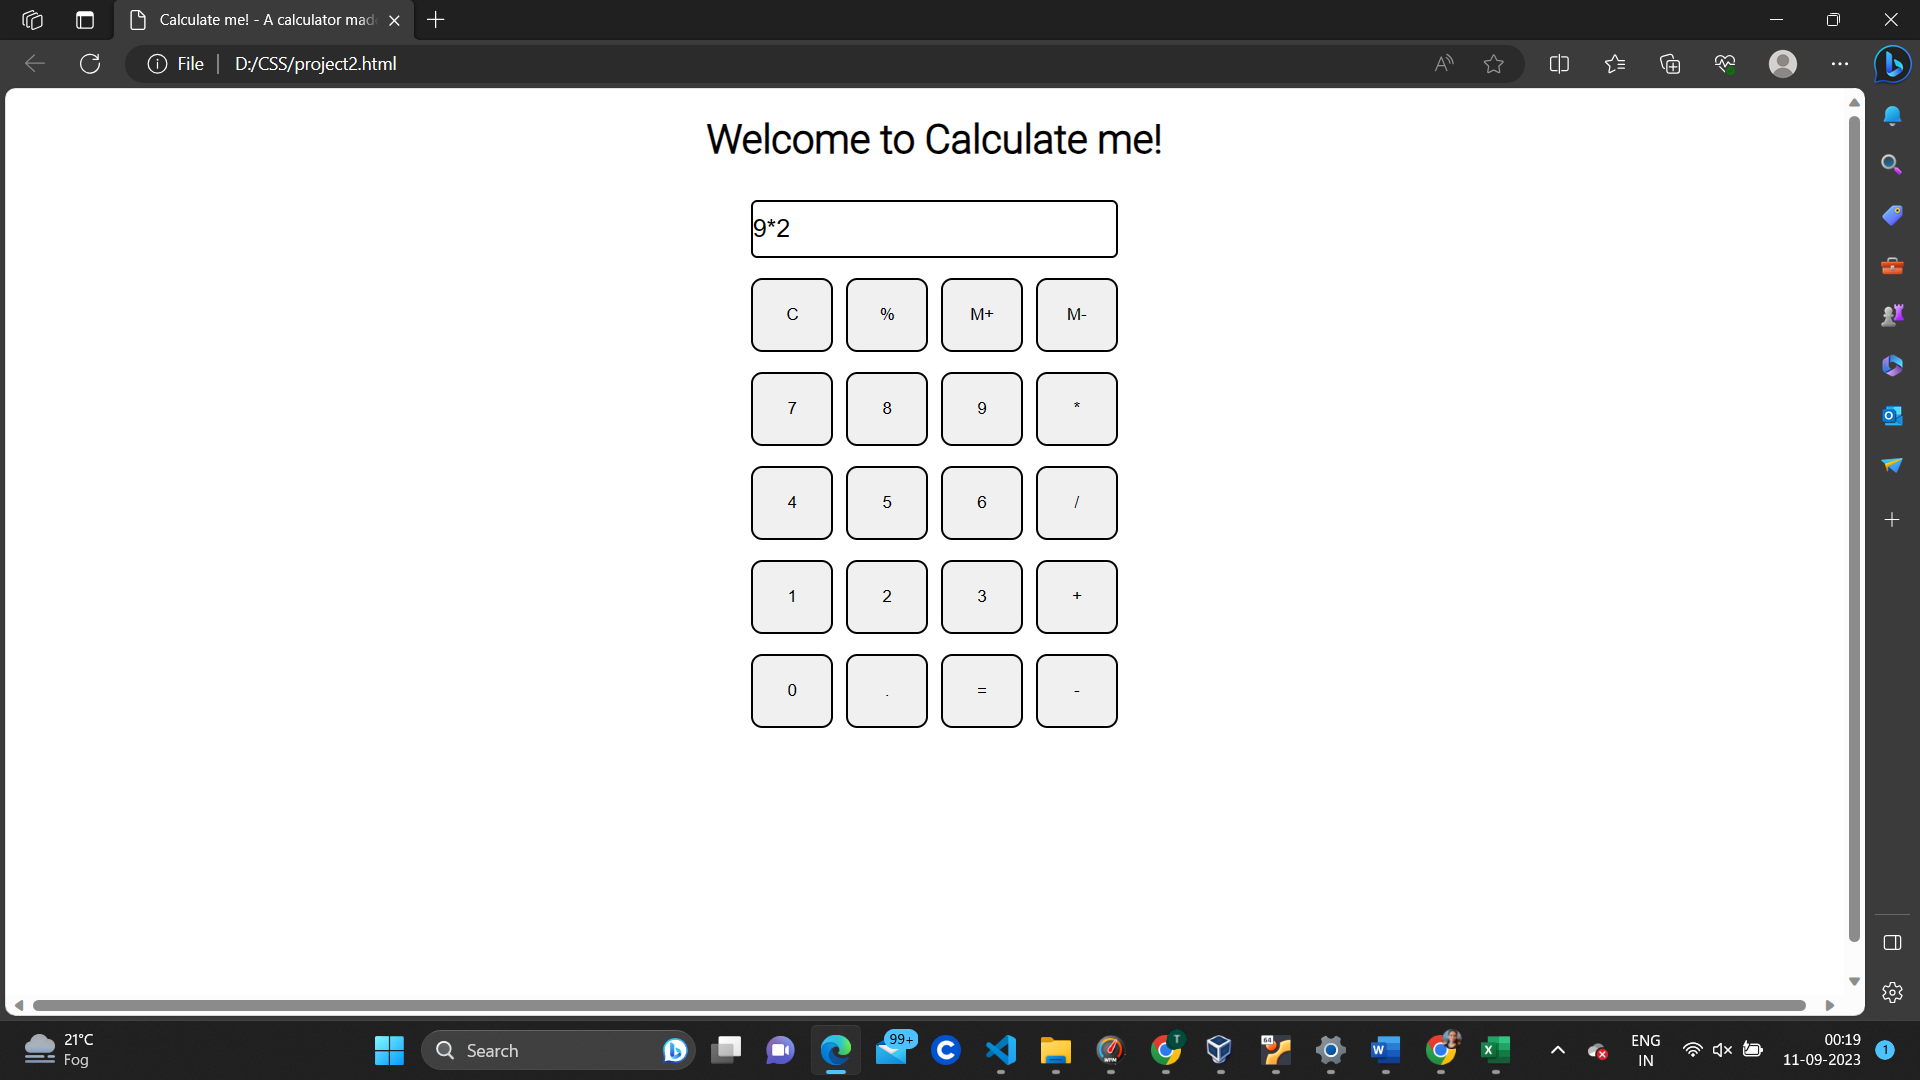 Calculate me! - A calculator mad
File
D:/CSS/project2.html
Welcome to Calculate me!
9*2
C % M+ M-
7 8 9 *
4 5 6 /
1 2 3 +
0 . = -
21°C
Fog
Search
99+
T
64
ENG
IN
00:19
11-09-2023
1